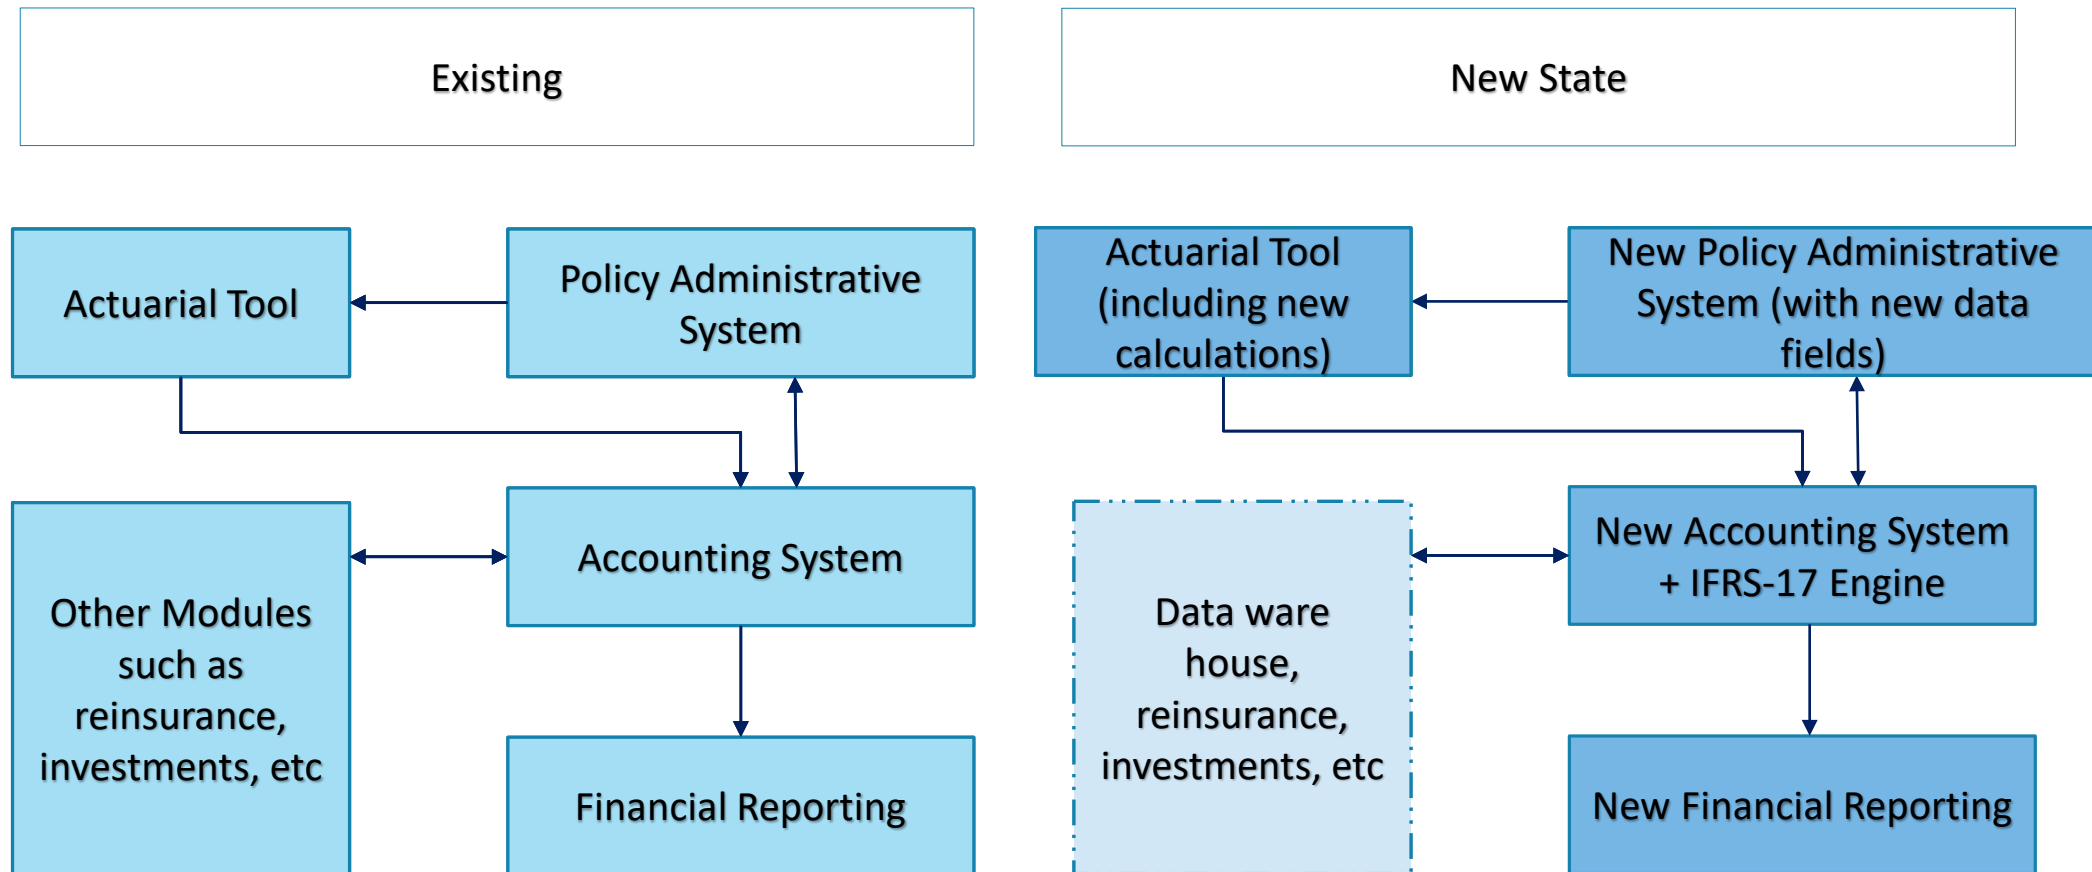 Existing
New State
Actuarial Tool
Policy Administrative
System
Accounting System
Other Modules
such as
reinsurance,
investments, etc
Financial Reporting
Actuarial Tool
(including new
calculations)
New Policy Administrative
System (with new data
fields)
New Accounting System
+ IFRS-17 Engine
Data ware
house,
reinsurance,
investments, etc
New Financial Reporting